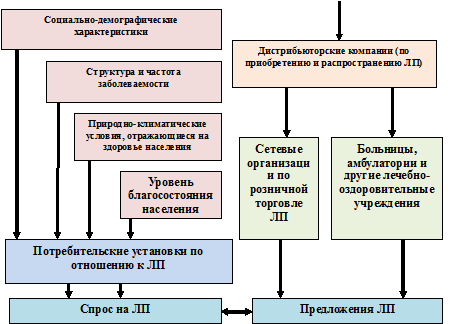 Социально-демографические
характеристики
Структура и частота
заболеваемости
Природно-климатические
условия, отражающиеся на
здоровье населения
Уровень
благосостояния
населения
Потребительские установки по
отношению к ЛП
Спрос на ЛП
Дистрибьюторские компании (по
приобретению и распространению ЛП)
Сетевые
организаци
и по
розничной
торговле
ЛП
Больницы,
амбулатории и
другие лечебно-
оздоровительные
учреждения
Предложения ЛП